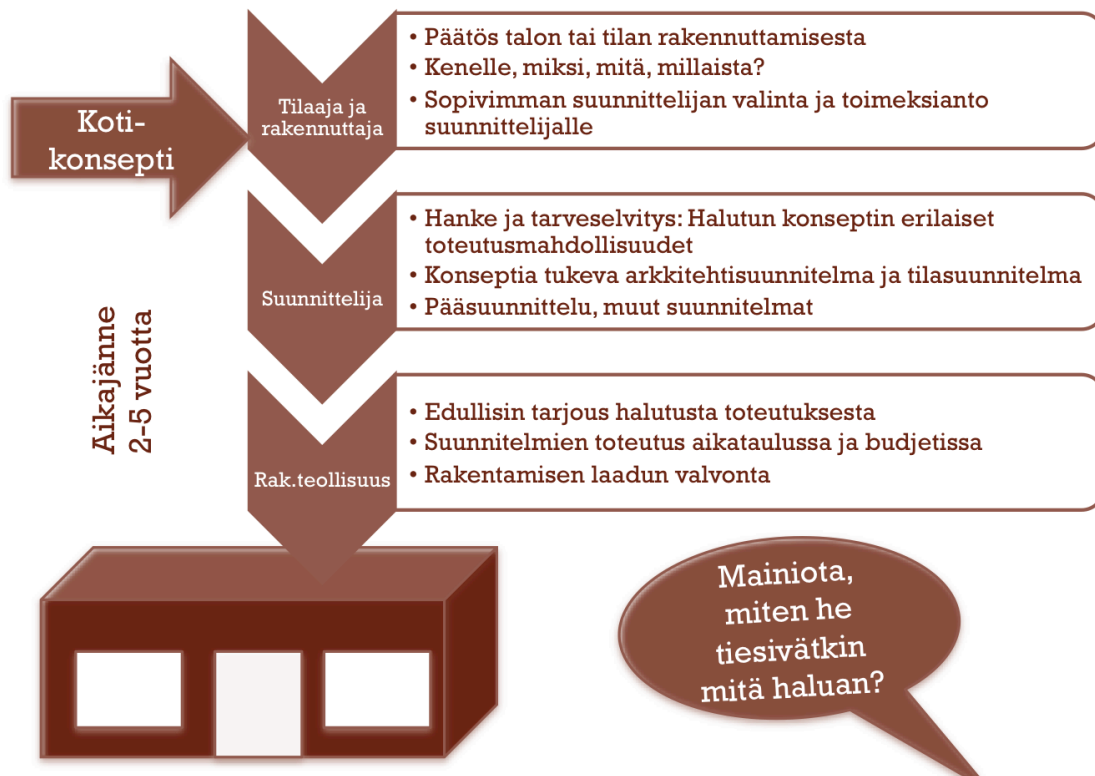 • Päätös talon tai tilan rakennuttamisesta
• Kenelle, miksi, mitä, millaista?
• Sopivimman suunnittelijan valinta ja toimeksianto
suunnittelijalle
Tilaaja ja
rakennuttaja
Koti-
konsepti
• Hanke ja tarveselvitys: Halutun konseptin erilaiset
toteutusmahdollisuudet
• Konseptia tukeva arkkitehtisuunnitelma ja tilasuunnitelma
• Pääsuunnittelu, muut suunnitelmat
Suunnittelija
Aikajänne
2-5 vuotta
• Edullisin tarjous halutusta toteutuksesta
• Suunnitelmien toteutus aikataulussa ja budjetissa
• Rakentamisen laadun valvonta
Rak.teollisuus
Mainiota,
miten he
tiesivätkin
mitä haluan?